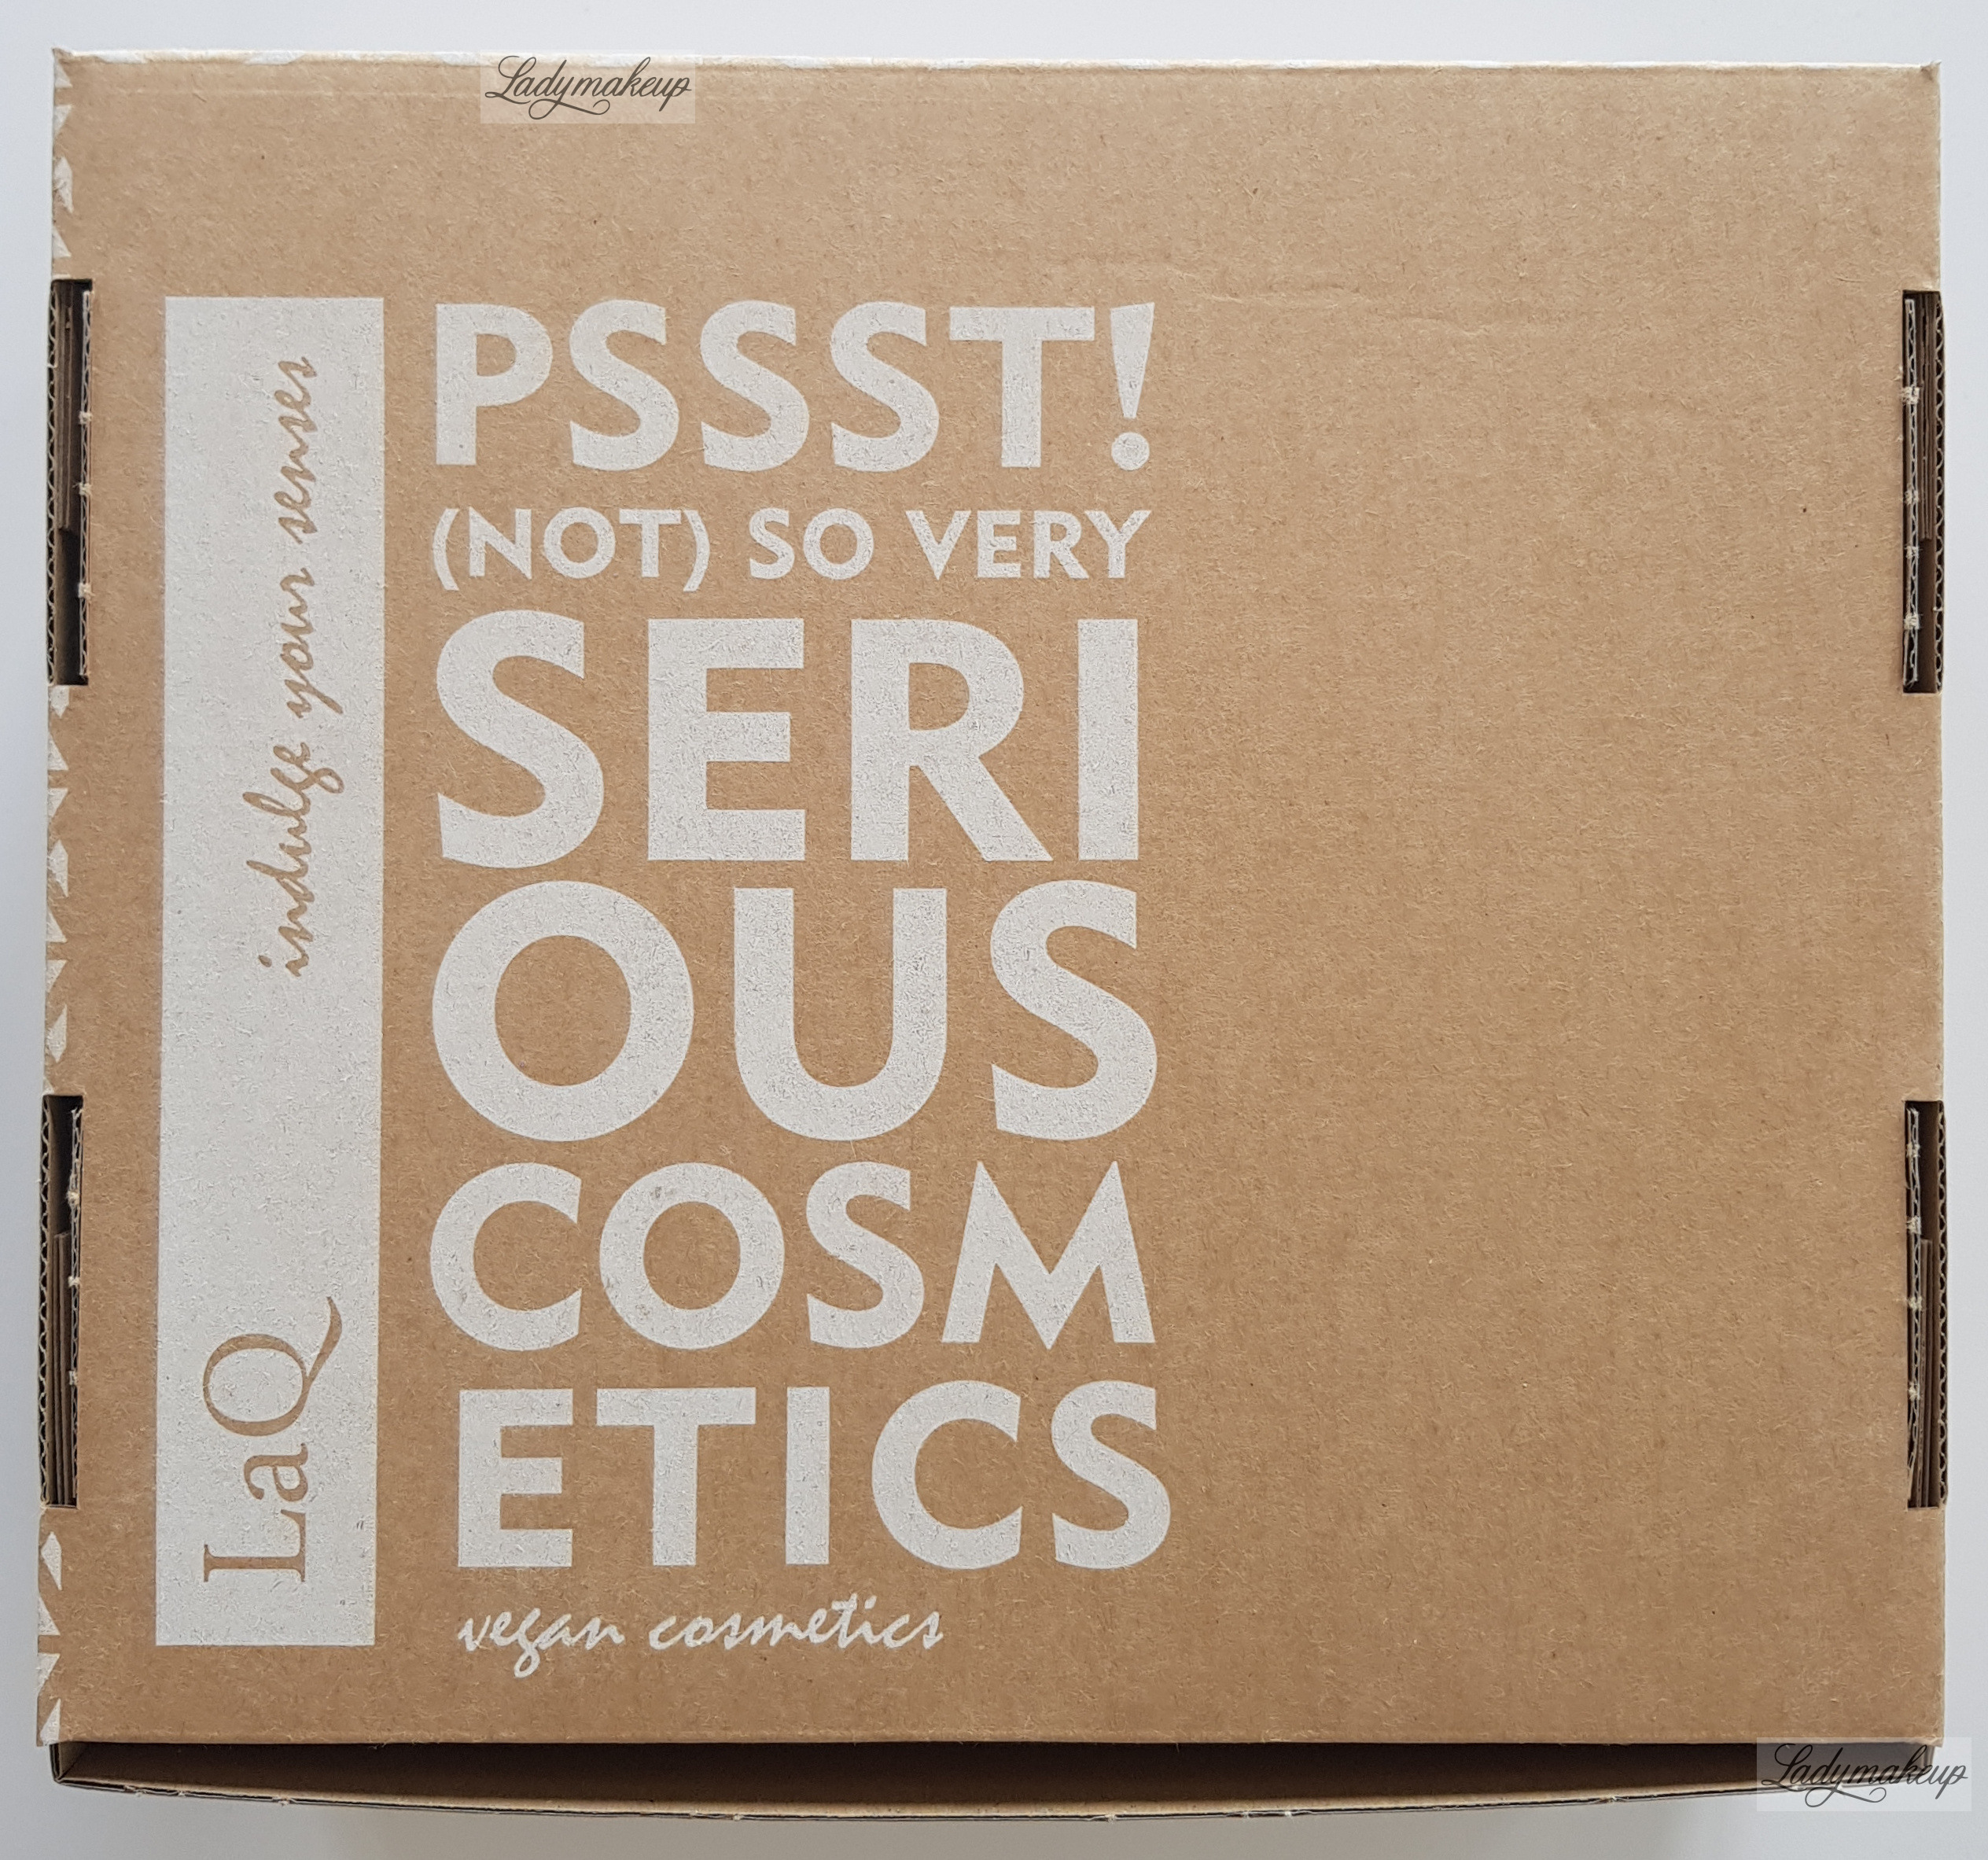 Ladymakeup
indulge your senses
LaQ
PSSST!
(NOT) SO VERY
SERI
OUS
COSM
ETICS
vegan cosmetics
Ladymakeup